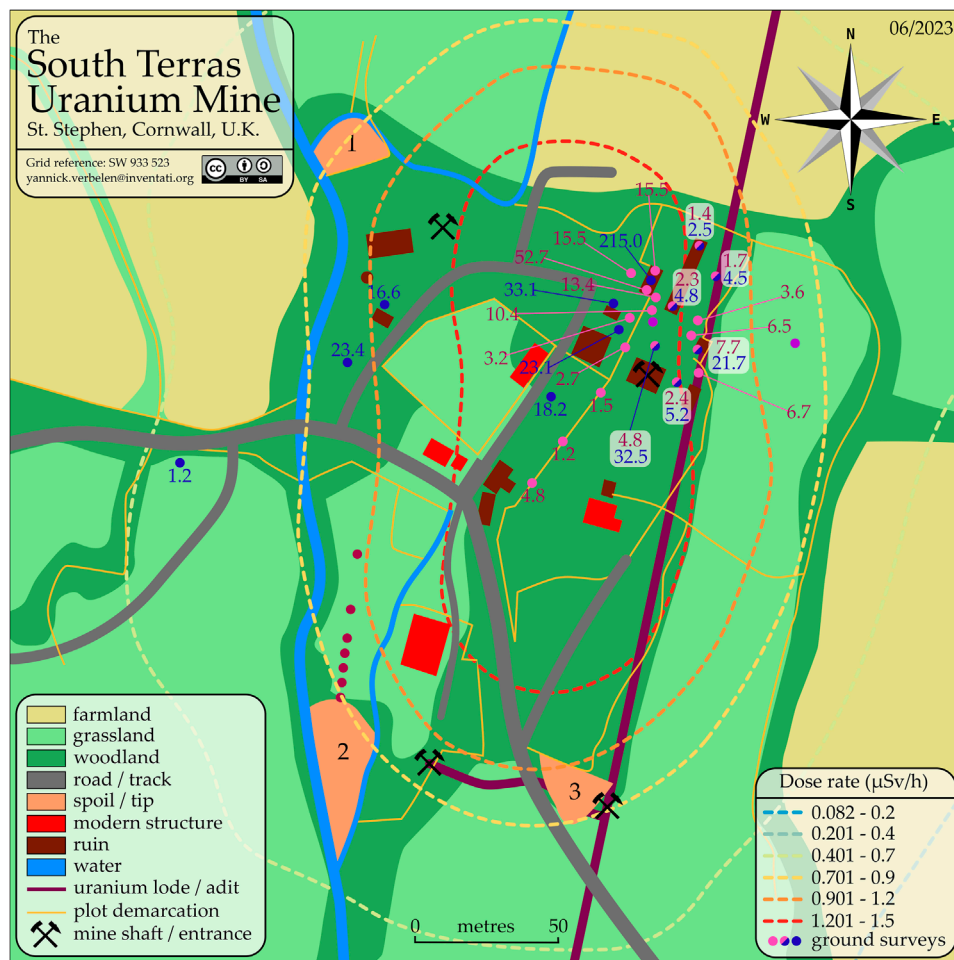 The
South Terras
Uranium Mine
St. Stephen, Cornwall, U.K.
Grid reference: SW 933 523
yannick.verbelen@inventati.org
cc
BY SA
06/2023
N
W
E
S
1
15.5
1.4
2.5
15.5
215.0
52.7
1.7
4.5
13.4
2.3
4.8
16.6
33.1
3.6
10.4
6.5
23.4
3.2
23.1
2.7
7.7
21.7
18.2
1.5
2.4
5.2
6.7
4.8
32.5
1.2
1.2
4.8
2
3
farmland
grassland
woodland
road / track
spoil / tip
modern structure
ruin
water
uranium lode / adit
plot demarcation
mine shaft / entrance
0 metres 50
Dose rate (µSv/h)
0.082 - 0.2
0.201 - 0.4
0.401 - 0.7
0.701 - 0.9
0.901 - 1.2
1.201 - 1.5
ground surveys